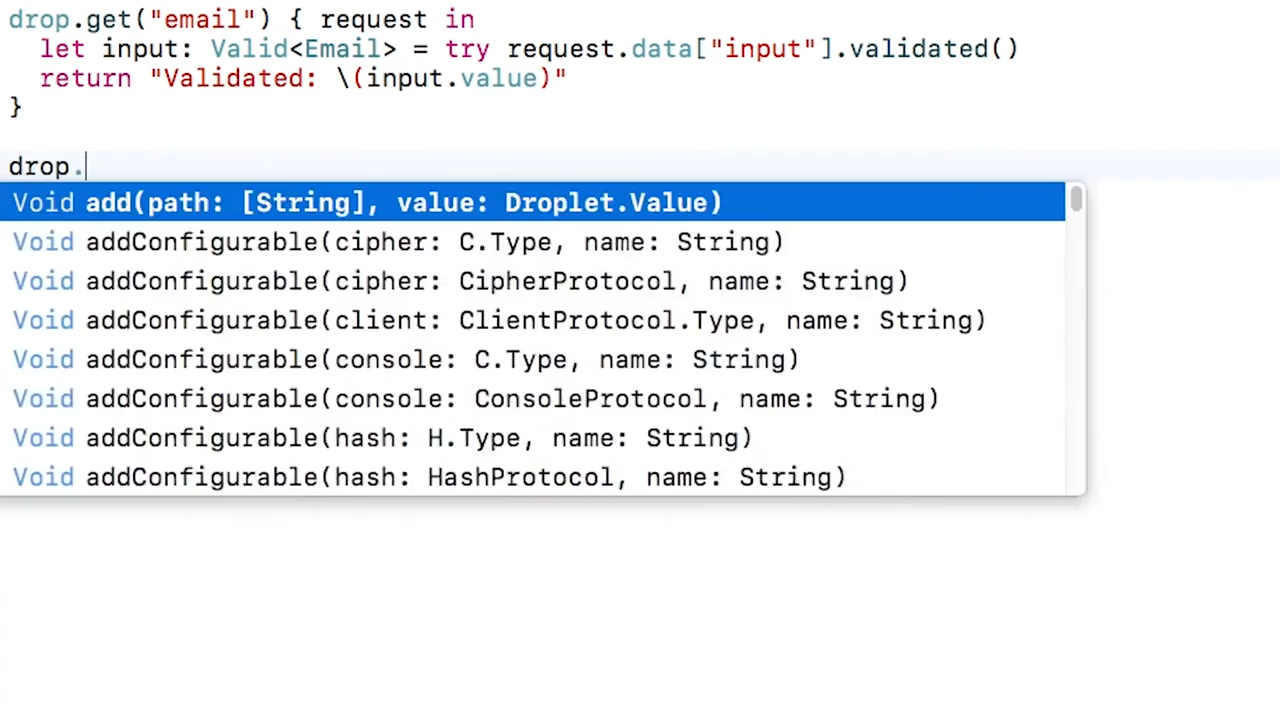 drop.get("email") { request in
  let input: Valid<Email> = try request.data["input"].validated()
  return "Validated: \(input.value)"
}
drop.
Void add(path: [String], value: Droplet.Value)
Void addConfigurable(cipher: C.Type, name: String)
Void addConfigurable(cipher: CipherProtocol, name: String)
Void addConfigurable(client: ClientProtocol.Type, name: String)
Void addConfigurable(console: C.Type, name: String)
Void addConfigurable(console: ConsoleProtocol, name: String)
Void addConfigurable(hash: H.Type, name: String)
Void addConfigurable(hash: HashProtocol, name: String)